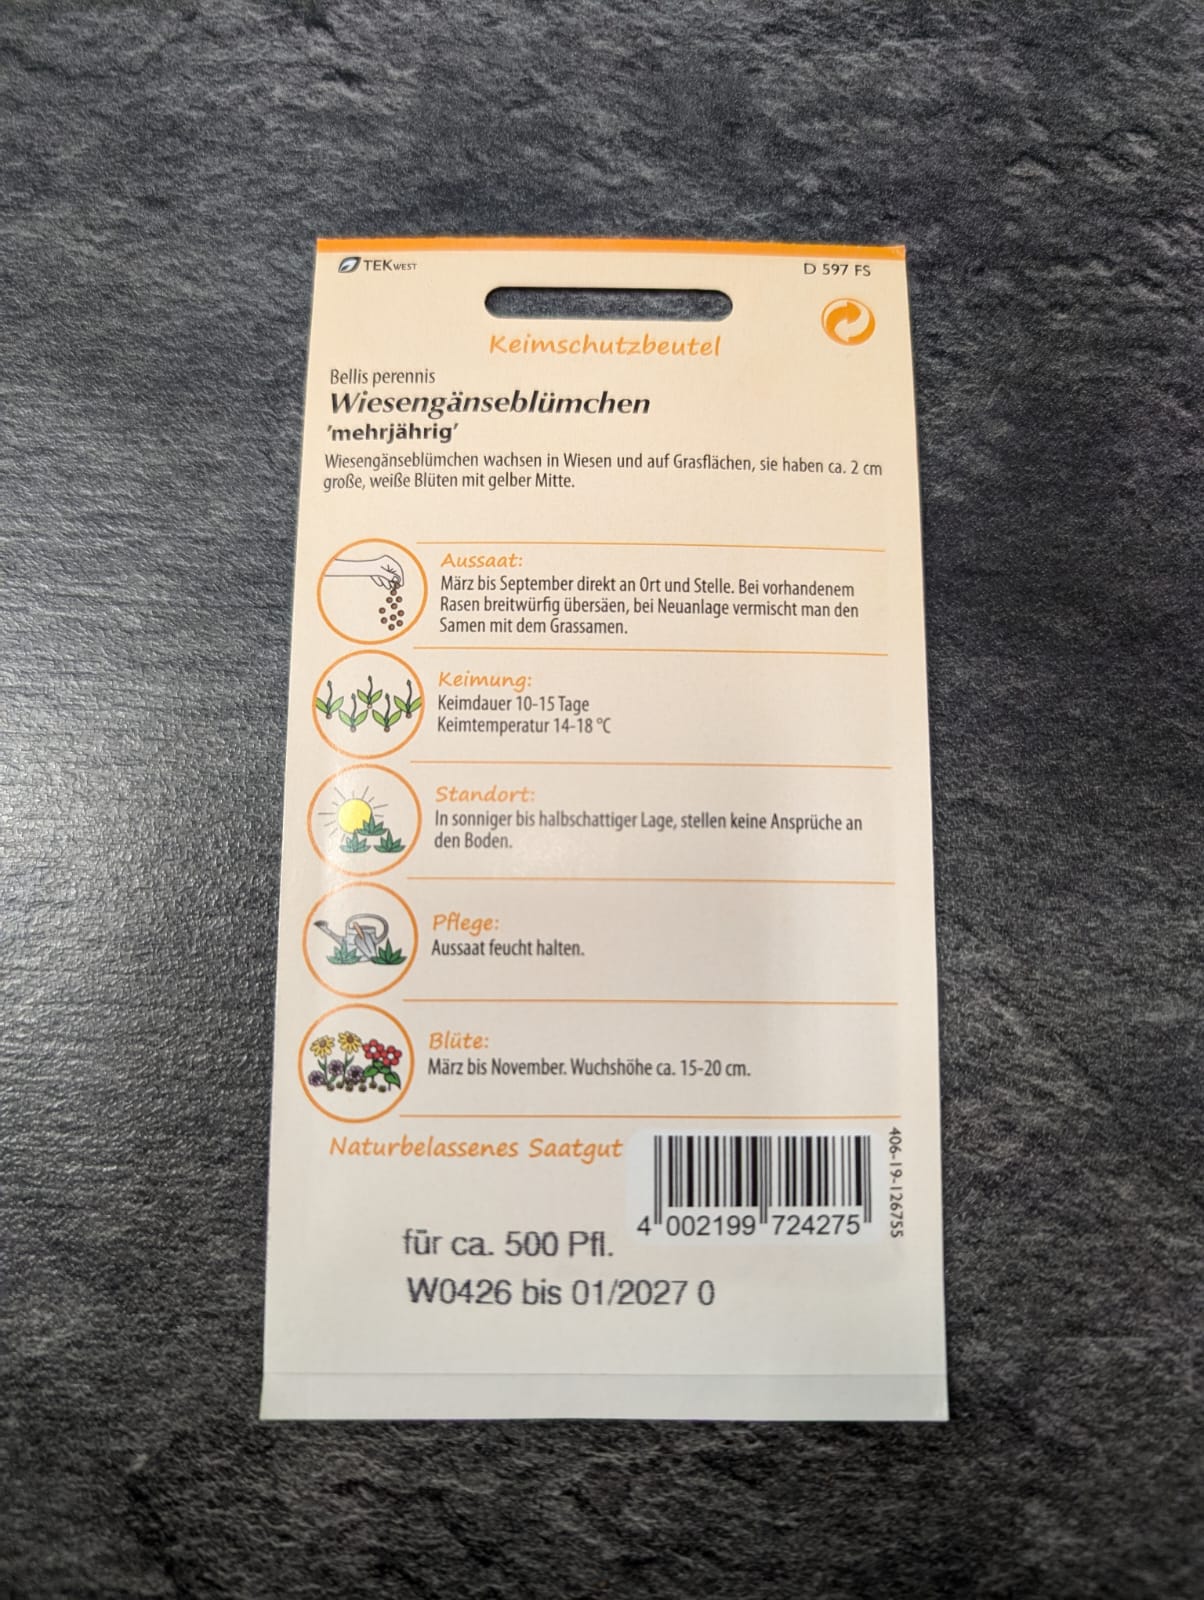 TEKWEST
D 597 FS
Keimschutzbeutel
Bellis perennis
Wiesengänseblümchen
'mehrjährig'
Wiesengänseblümchen wachsen in Wiesen und auf Grasflächen, sie haben ca. 2 cm
große, weiße Blüten mit gelber Mitte.
Aussaat:
März bis September direkt an Ort und Stelle. Bei vorhandenem
Rasen breitwürfig übersäen, bei Neuanlage vermischt man den
Samen mit dem Grassamen.
Keimung:
Keimdauer 10-15 Tage
Keimtemperatur 14-18 °C
Standort:
In sonniger bis halbschattiger Lage, stellen keine Ansprüche an
den Boden.
Pflege:
Aussaat feucht halten.
Blüte:
März bis November. Wuchshöhe ca. 15-20 cm.
Naturbelassenes Saatgut
406-19-126755
4 002199 724275
für ca. 500 Pfl.
W0426 bis 01/2027 0